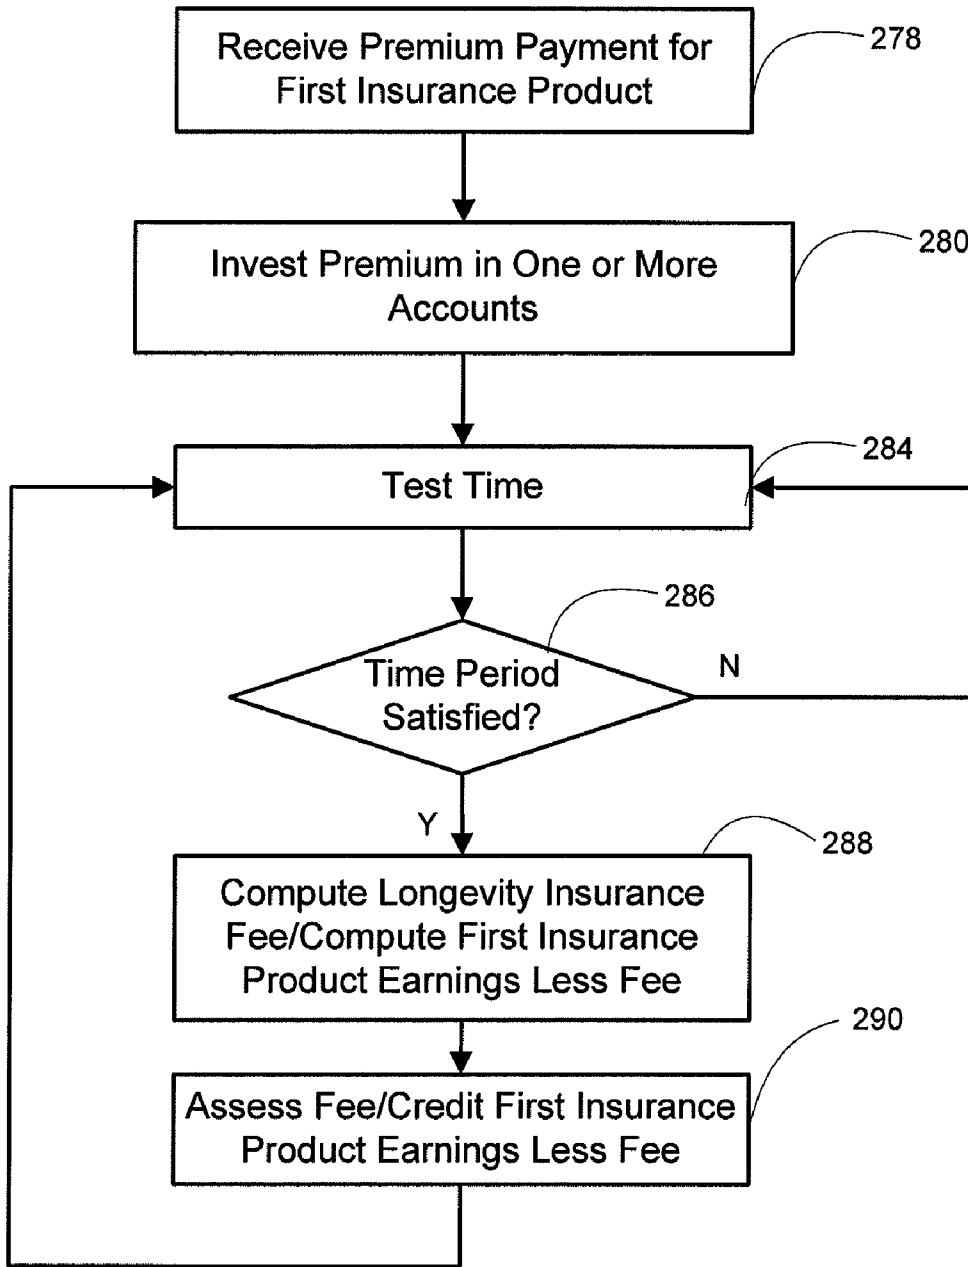 Receive Premium Payment for
First Insurance Product
278
Invest Premium in One or More
Accounts
280
Test Time
284
Time Period
Satisfied?
286
N
Y
Compute Longevity Insurance
Fee/Compute First Insurance
Product Earnings Less Fee
288
Assess Fee/Credit First Insurance
Product Earnings Less Fee
290